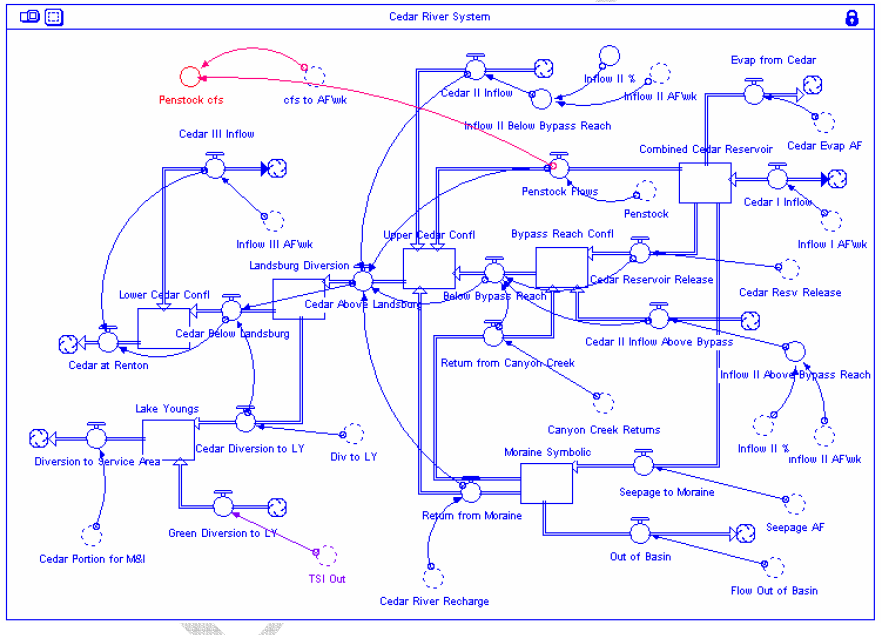 Cedar River System
Evap from Cedar
Penstock cfs
cfs to AF\wk
Cedar II Inflow
Inflow II %
Inflow II AF\wk
Inflow II Below Bypass Reach
Cedar Evap AF
Cedar III Inflow
Combined Cedar Reservoir
Penstock Flows
Penstock
Cedar I Inflow
Inflow III AF\wk
Upper Cedar Confl
Bypass Reach Confl
Inflow I AF\wk
Landsburg Diversion
Cedar Reservoir Release
Cedar Resv Release
Lower Cedar Confl
Cedar Above Landsburg
Below Bypass Reach
Cedar Below Landsburg
Cedar II Inflow Above Bypass
Cedar at Renton
Return from Canyon Creek
Inflow II Above Bypass Reach
Lake Youngs
Canyon Creek Returns
Cedar Diversion to LY
Div to LY
Inflow II %
Inflow II AF\wk
Diversion to Service Area
Moraine Symbolic
Seepage to Moraine
Return from Moraine
Seepage AF
Green Diversion to LY
Cedar Portion for M&I
TSI Out
Out of Basin
Flow Out of Basin
Cedar River Recharge